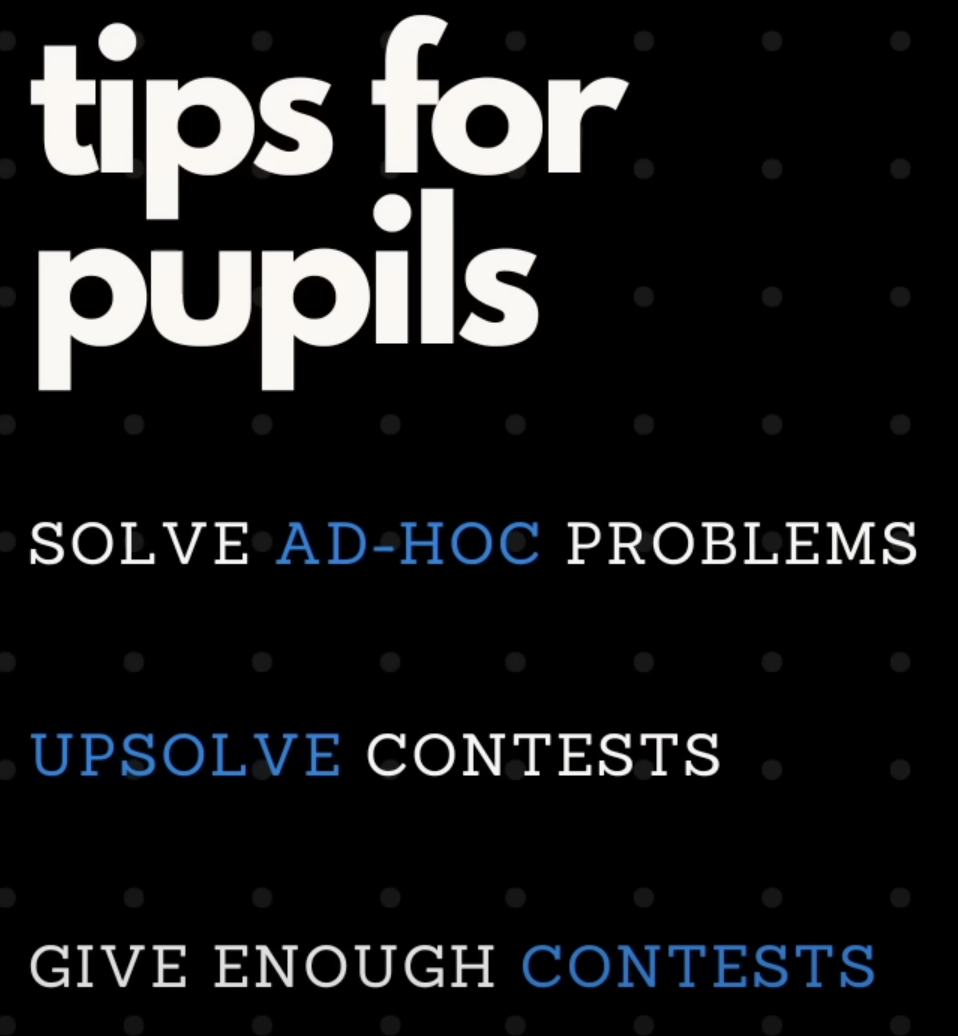 tips for
pupils
SOLVE AD-HOC PROBLEMS
UPSOLVE CONTESTS
GIVE ENOUGH CONTESTS